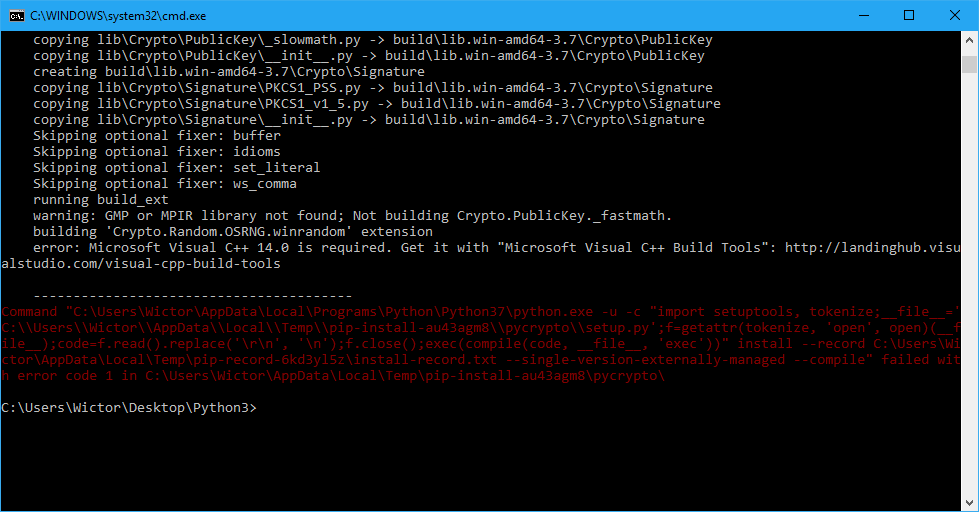 C:\WINDOWS\system32\cmd.exe
copying lib\Crypto\PublicKey\_slowmath.py -> build\lib.win-amd64-3.7\Crypto\PublicKey
copying lib\Crypto\PublicKey\__init__.py -> build\lib.win-amd64-3.7\Crypto\PublicKey
creating build\lib.win-amd64-3.7\Crypto\Signature
copying lib\Crypto\Signature\PKCS1_PSS.py -> build\lib.win-amd64-3.7\Crypto\Signature
copying lib\Crypto\Signature\PKCS1_v1_5.py -> build\lib.win-amd64-3.7\Crypto\Signature
copying lib\Crypto\Signature\__init__.py -> build\lib.win-amd64-3.7\Crypto\Signature
Skipping optional fixer: buffer
Skipping optional fixer: idioms
Skipping optional fixer: set_literal
Skipping optional fixer: ws_comma
running build_ext
warning: GMP or MPIR library not found; Not building Crypto.PublicKey._fastmath.
building 'Crypto.Random.OSRNG.winrandom' extension
error: Microsoft Visual C++ 14.0 is required. Get it with "Microsoft Visual C++ Build Tools": http://landinghub.visu
alstudio.com/visual-cpp-build-tools
----------------------------------------
Command "C:\Users\Wictor\AppData\Local\Programs\Python\Python37\python.exe -u -c "import setuptools, tokenize;__file__='
C:\\Users\\Wictor\\AppData\\Local\\Temp\\pip-install-au43agm8\\pycrypto\\setup.py';f=getattr(tokenize, 'open', open)(__f
ile__);code=f.read().replace('\r\n', '\n');f.close();exec(compile(code, __file__, 'exec'))" install --record C:\Users\Wi
ctor\AppData\Local\Temp\pip-record-6kd3yl5z\install-record.txt --single-version-externally-managed --compile" failed wit
h error code 1 in C:\Users\Wictor\AppData\Local\Temp\pip-install-au43agm8\pycrypto\
C:\Users\Wictor\Desktop\Python3>